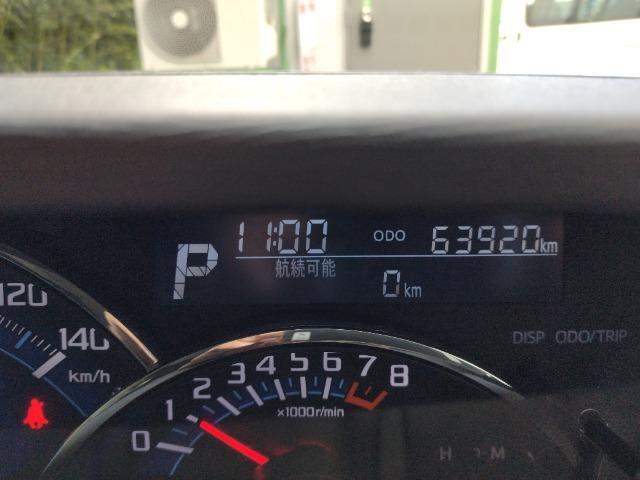 P 11:00 ODO 63920km
航続可能
0km
120
140
km/h
DISP ODO/TRIP
0 1 2 3 4 5 6 7 8
×1000r/min